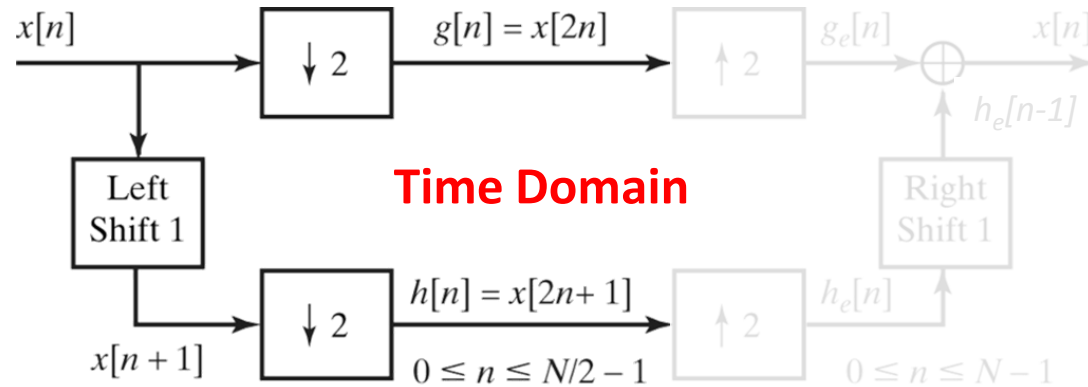 x[n]
g[n] = x[2n]
g_e[n]
x[n]
↓ 2
↑ 2
h_e[n-1]
Left
Shift 1
Time Domain
Right
Shift 1
h[n] = x[2n+ 1]
h_e[n]
↓ 2
↑ 2
x[n + 1]
0 ≤ n ≤ N/2 – 1
0 ≤ n ≤ N – 1